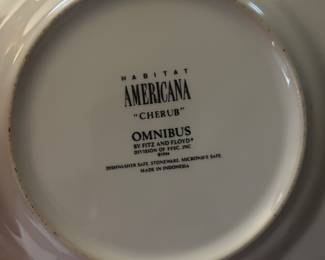 HABITAT
AMERICANA
"CHERUB"
OMNIBUS
BY FITZ AND FLOYD®
DIVISION OF FFSC, INC
DISHWASHER SAFE, STONEWARE, MICROWAVE SAFE
MADE IN INDONESIA